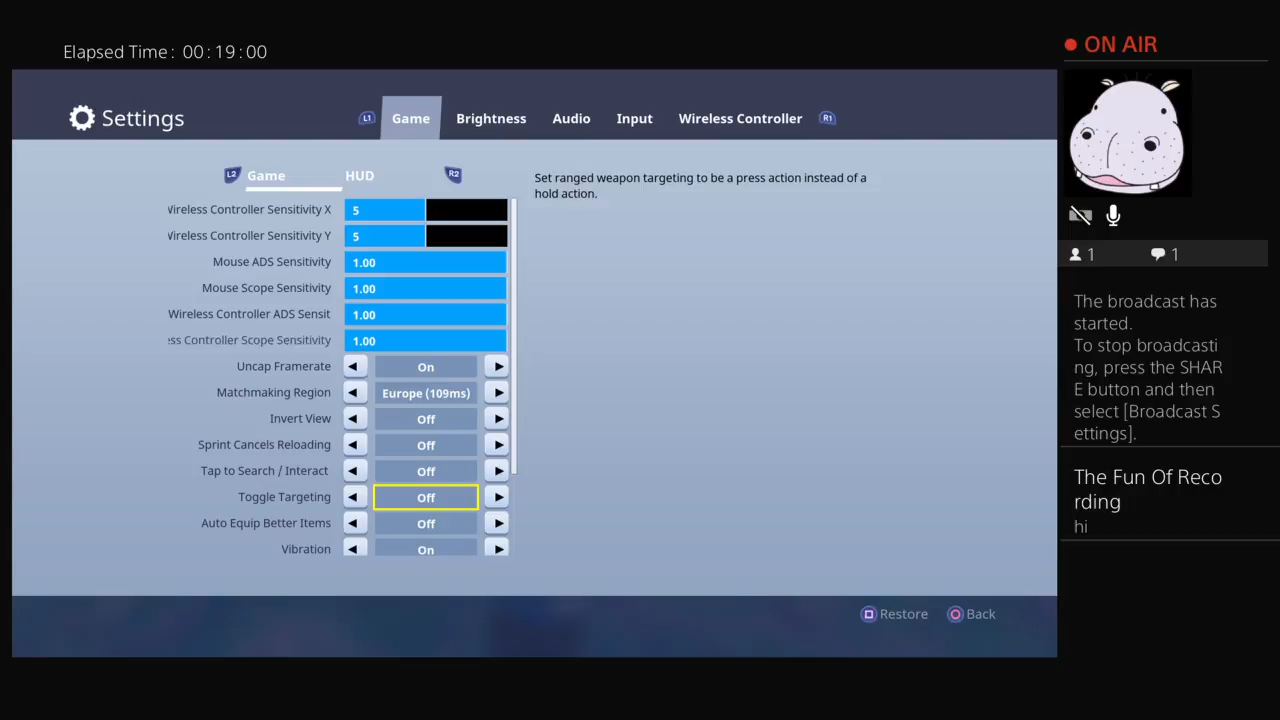 Elapsed Time: 00:19:00
ON AIR
Settings
L1 Game Brightness Audio Input Wireless Controller R1
L2 Game HUD R2
Set ranged weapon targeting to be a press action instead of a
hold action.
Wireless Controller Sensitivity X 5
Wireless Controller Sensitivity Y 5
Mouse ADS Sensitivity 1.00
Mouse Scope Sensitivity 1.00
Wireless Controller ADS Sensit 1.00
ess Controller Scope Sensitivity 1.00
Uncap Framerate On
Matchmaking Region Europe (109ms)
Invert View Off
Sprint Cancels Reloading Off
Tap to Search / Interact Off
Toggle Targeting Off
Auto Equip Better Items Off
Vibration On
Restore Back
1 1
The broadcast has
started.
To stop broadcasti
ng, press the SHAR
E button and then
select [Broadcast S
ettings].
The Fun Of Reco
rding
hi